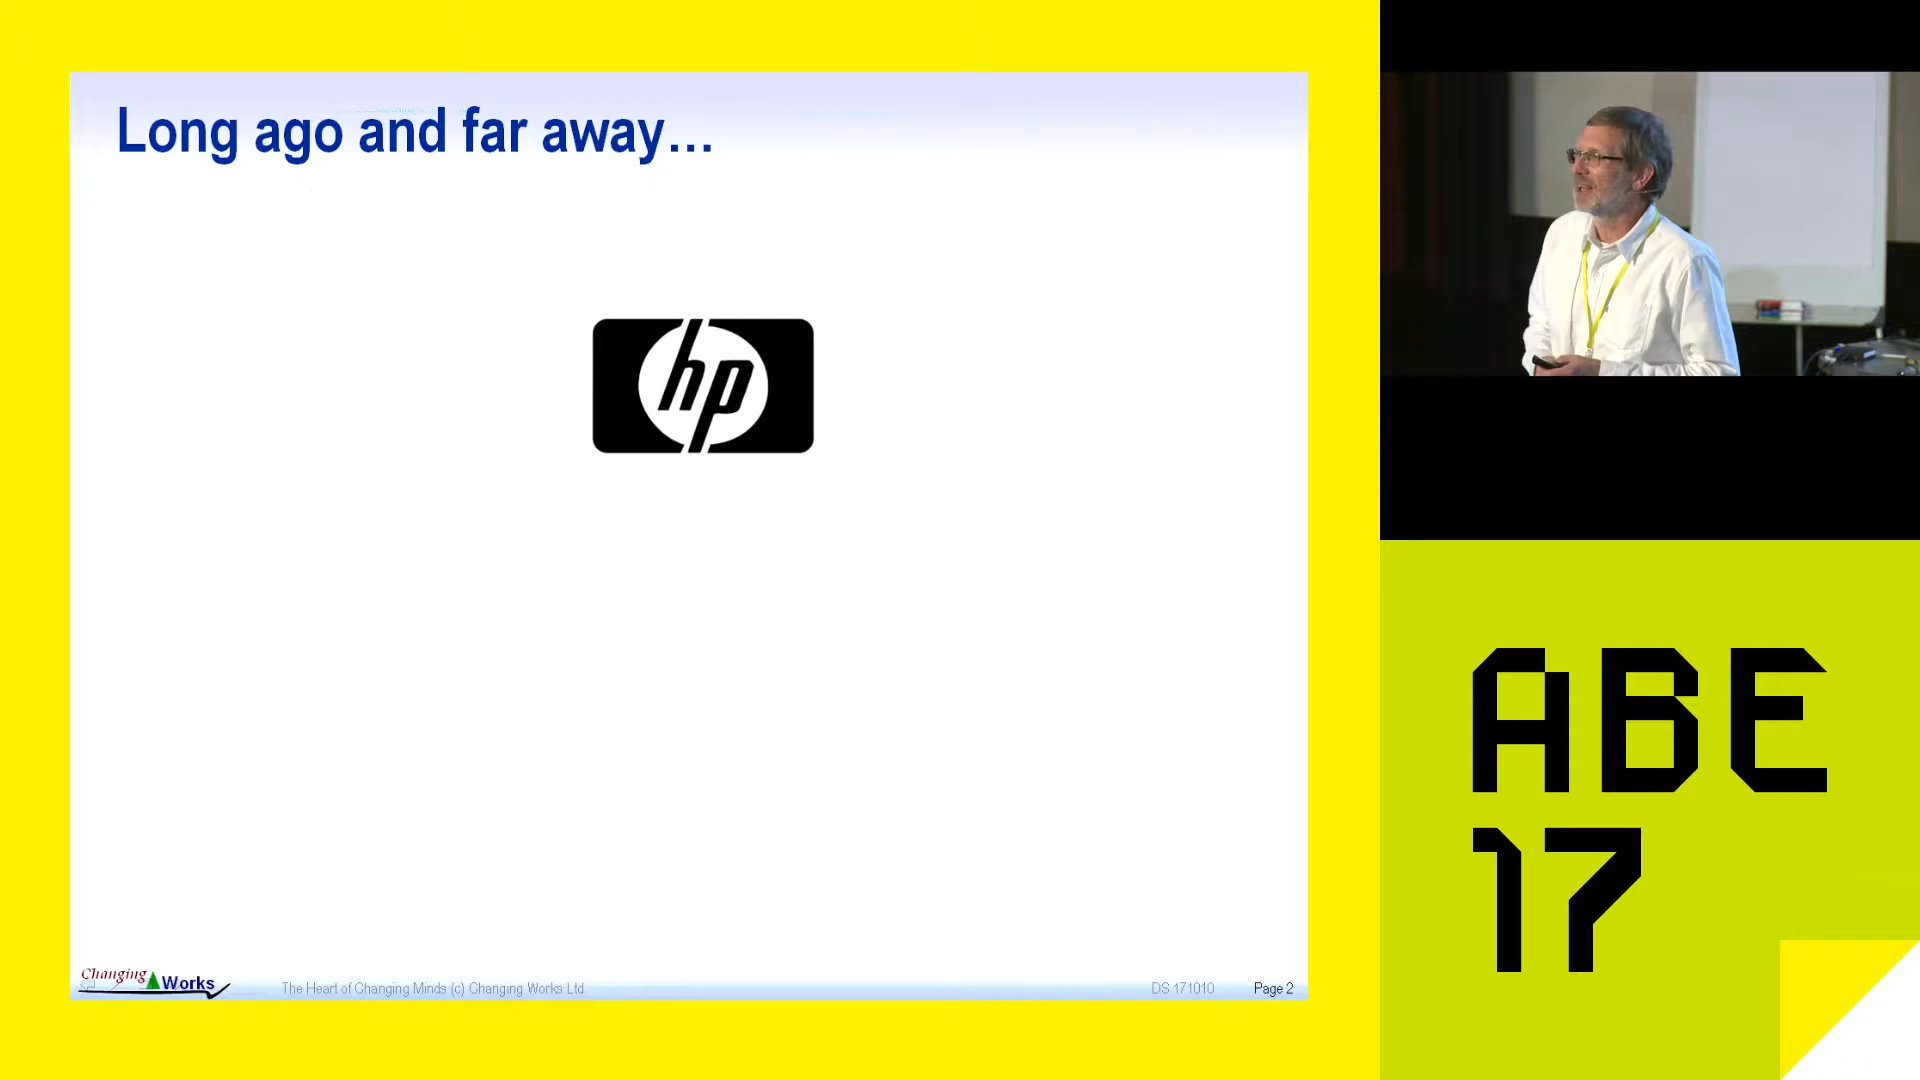 Long ago and far away...
hp
Changing Works
The Heart of Changing Minds (c) Changing Works Ltd
DS 171010
Page 2
ABE
17